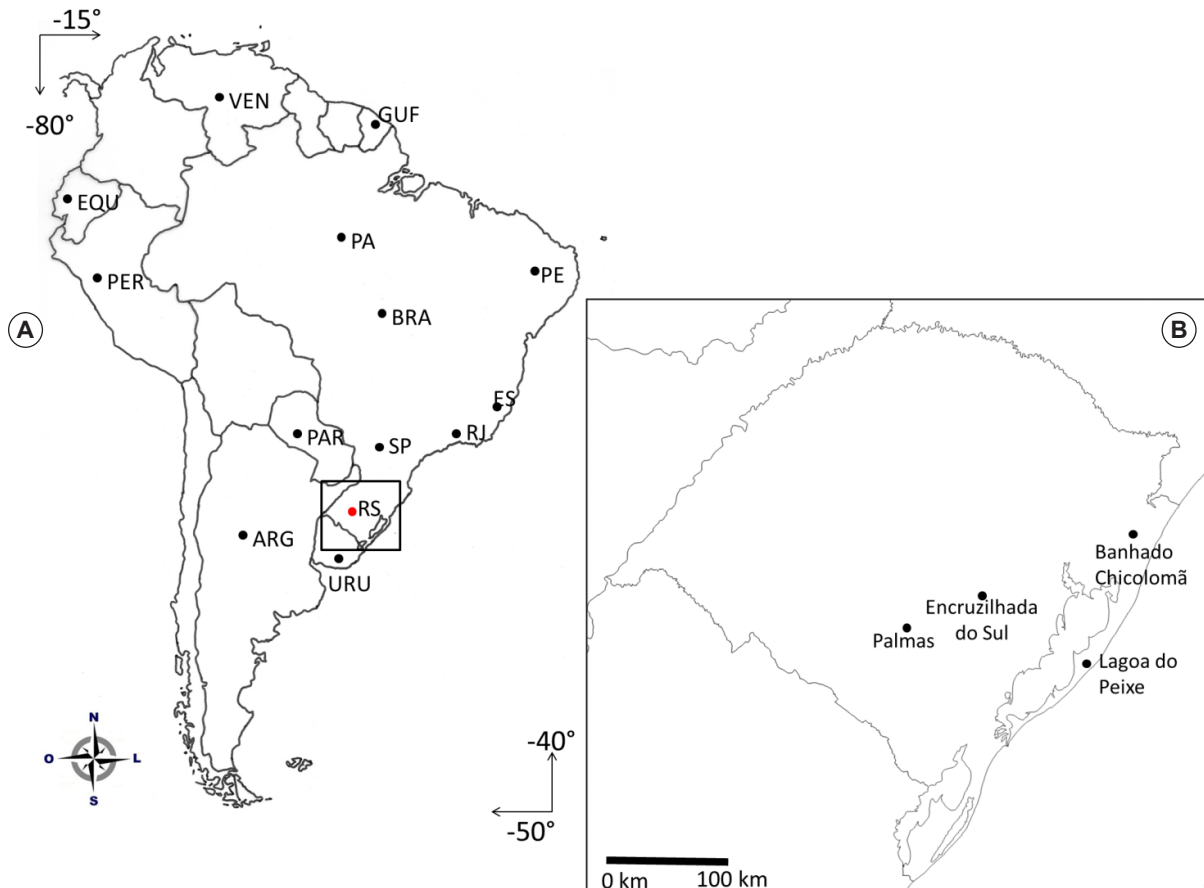 -15°
-80°
VEN
GUF
EQU
PA
PER
PE
BRA
A
B
ES
PAR
RJ
SP
RS
ARG
URU
Banhado
Chicolomã
Encruzilhada
do Sul
Palmas
Lagoa do
Peixe
N
O
L
S
-40°
-50°
0 km
100 km